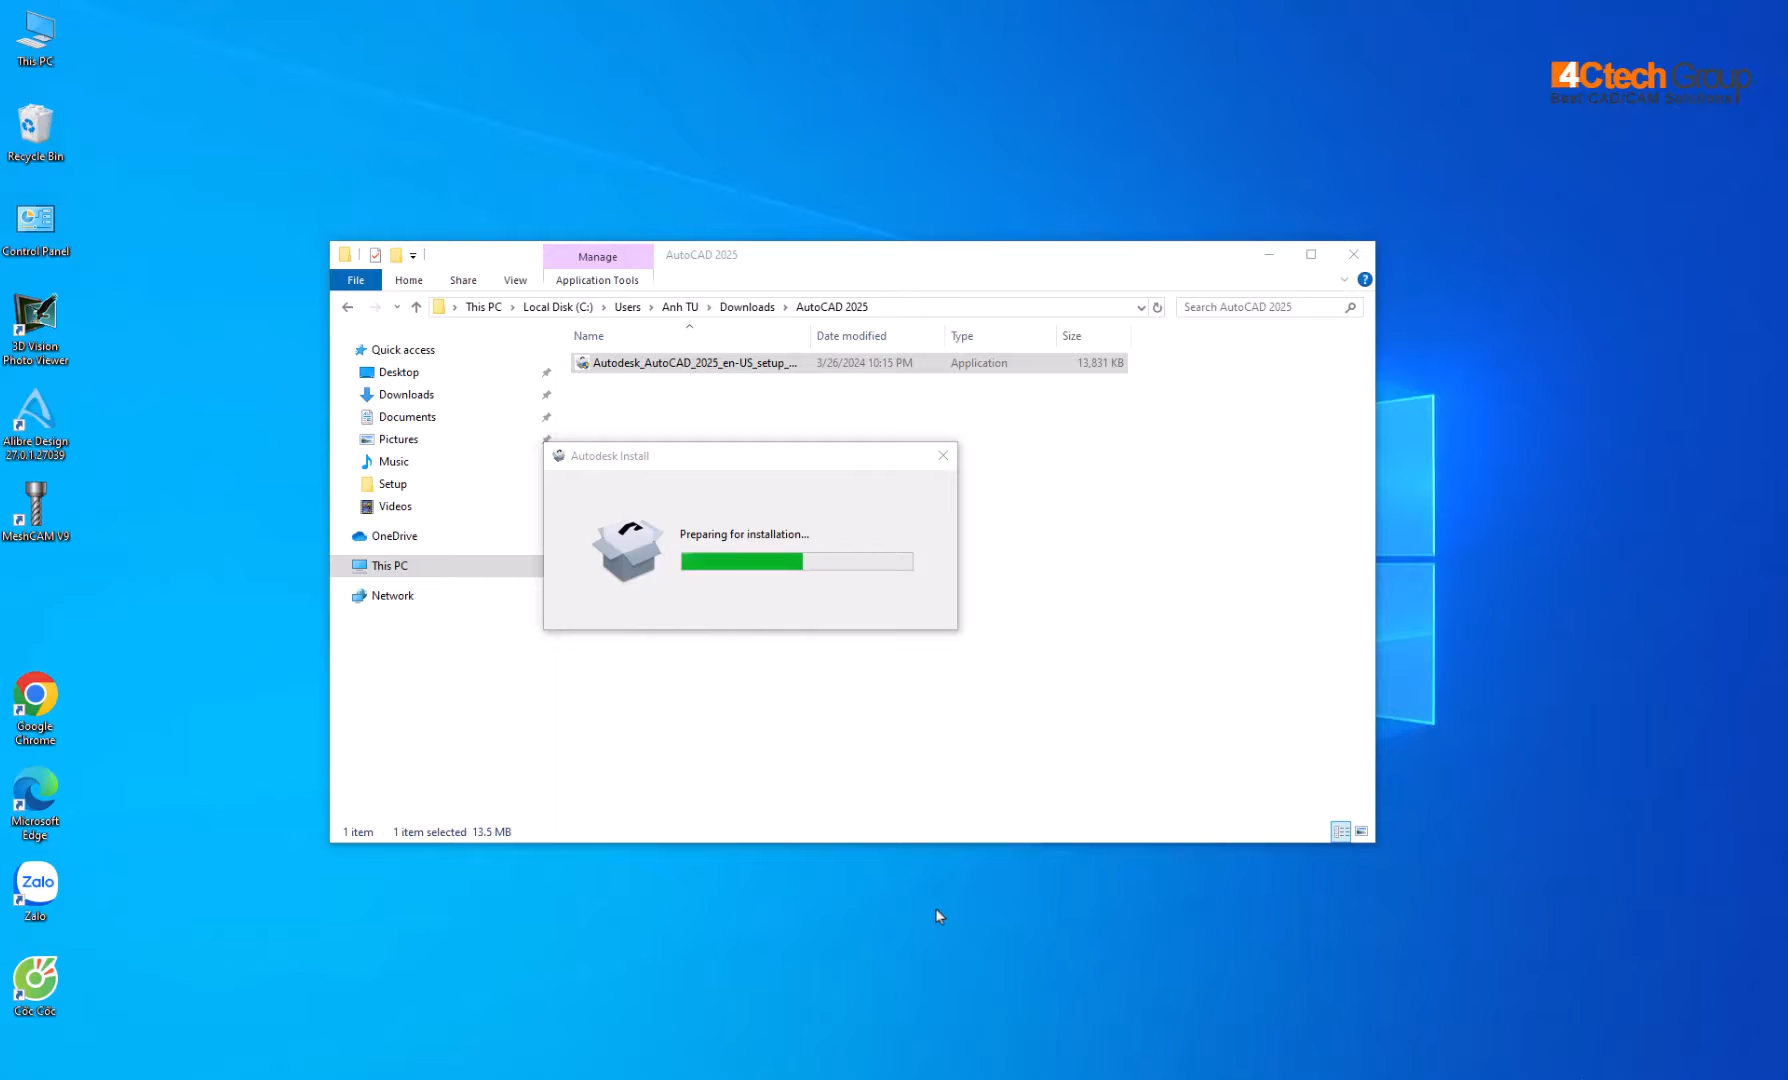 This PC
Recycle Bin
Control Panel
3D Vision
Photo Viewer
Alibre Design
27.0.1.27039
MeshCAM V9
Google
Chrome
Microsoft
Edge
Zalo
Zalo
Cốc Cốc
4Ctech Group
Best CAD/CAM Solutions!
Manage
AutoCAD 2025
File
Home
Share
View
Application Tools
This PC
Local Disk (C:)
Users
Anh TU
Downloads
AutoCAD 2025
Search AutoCAD 2025
Name
Date modified
Type
Size
Autodesk_AutoCAD_2025_en-US_setup_...
3/26/2024 10:15 PM
Application
13,831 KB
Quick access
Desktop
Downloads
Documents
Pictures
Music
Setup
Videos
OneDrive
This PC
Network
Autodesk Install
Preparing for installation...
1 item
1 item selected
13.5 MB